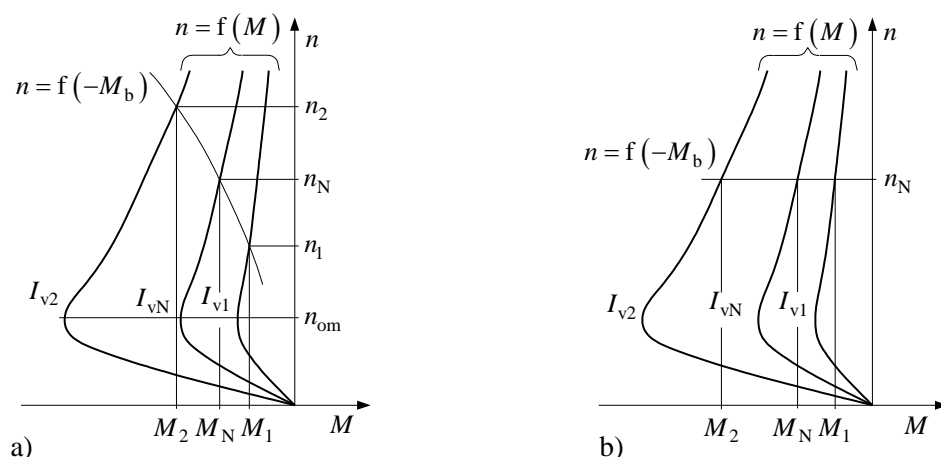 n = f(M)
n
n = f(−M_b)
n_2
n_N
n_1
I_v2
I_vN
I_v1
n_om
M_2
M_N
M_1
M
a)
n = f(M)
n
n = f(−M_b)
n_N
I_v2
I_vN
I_v1
M_2
M_N
M_1
M
b)